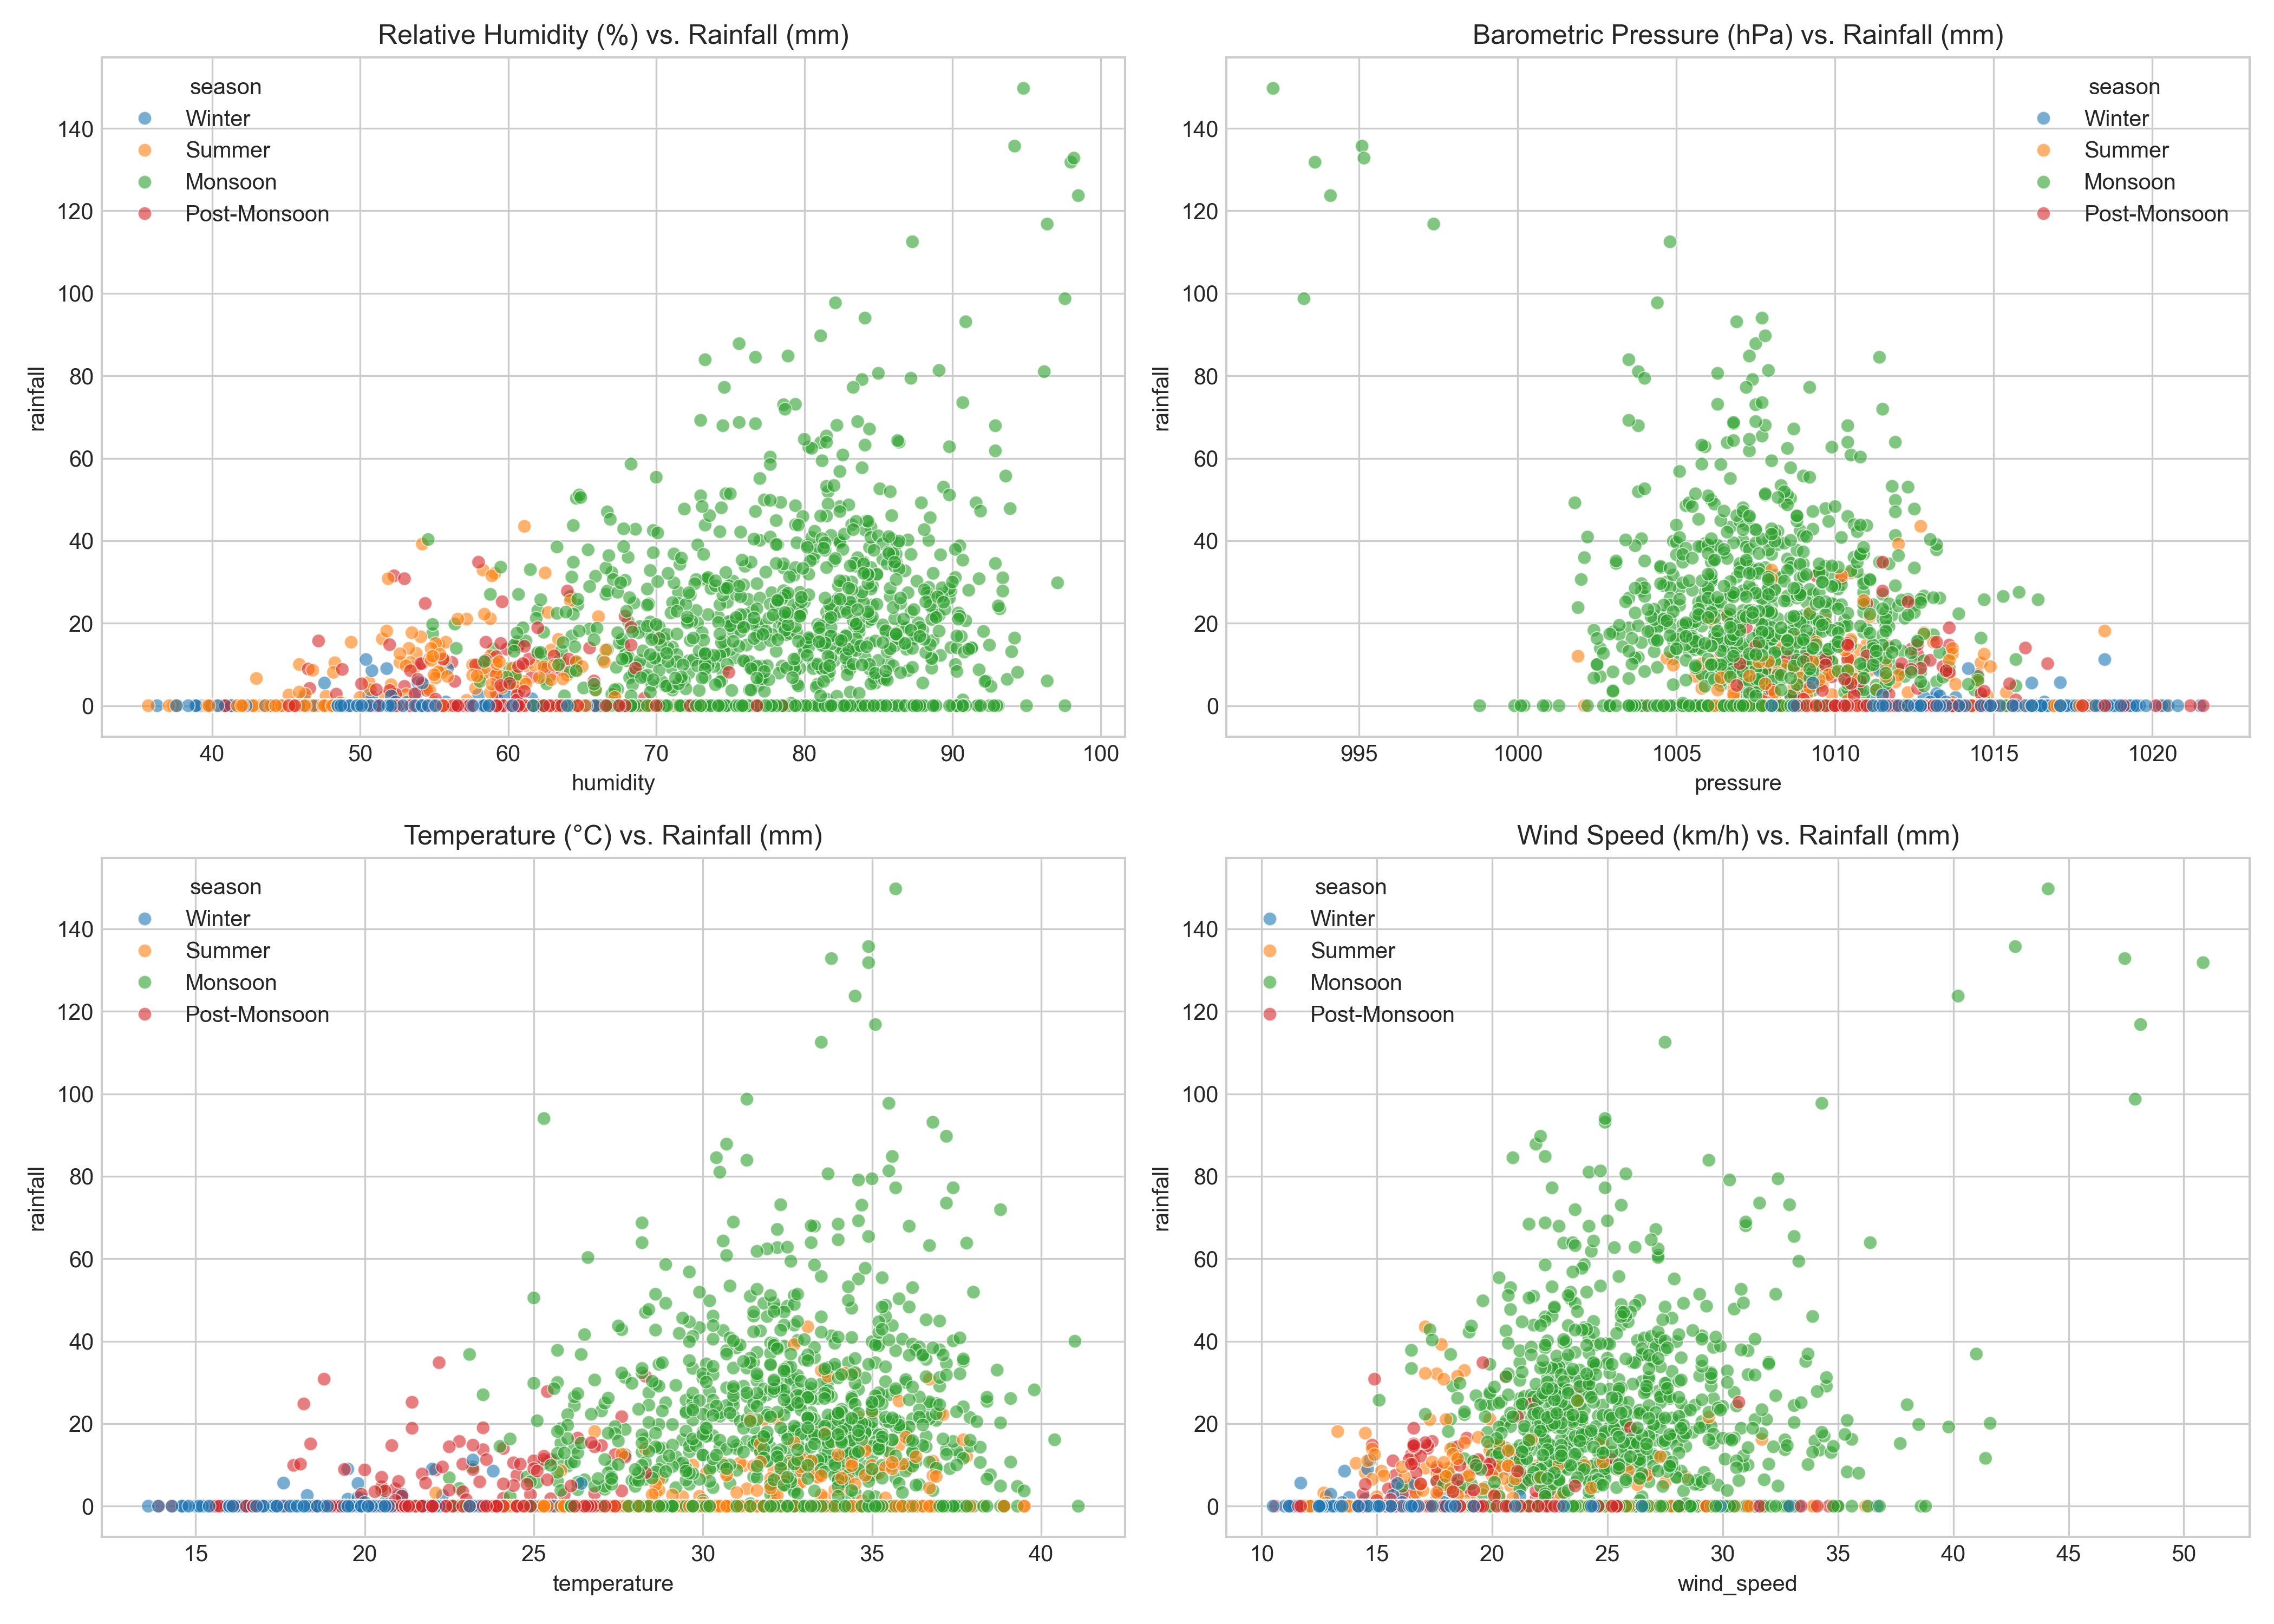 Relative Humidity (%) vs. Rainfall (mm)
season
Winter
Summer
Monsoon
Post-Monsoon
140
120
100
80
60
40
20
0
rainfall
40 50 60 70 80 90 100
humidity
Barometric Pressure (hPa) vs. Rainfall (mm)
season
Winter
Summer
Monsoon
Post-Monsoon
140
120
100
80
60
40
20
0
rainfall
995 1000 1005 1010 1015 1020
pressure
Temperature (°C) vs. Rainfall (mm)
season
Winter
Summer
Monsoon
Post-Monsoon
140
120
100
80
60
40
20
0
rainfall
15 20 25 30 35 40
temperature
Wind Speed (km/h) vs. Rainfall (mm)
season
Winter
Summer
Monsoon
Post-Monsoon
140
120
100
80
60
40
20
0
rainfall
10 15 20 25 30 35 40 45 50
wind_speed